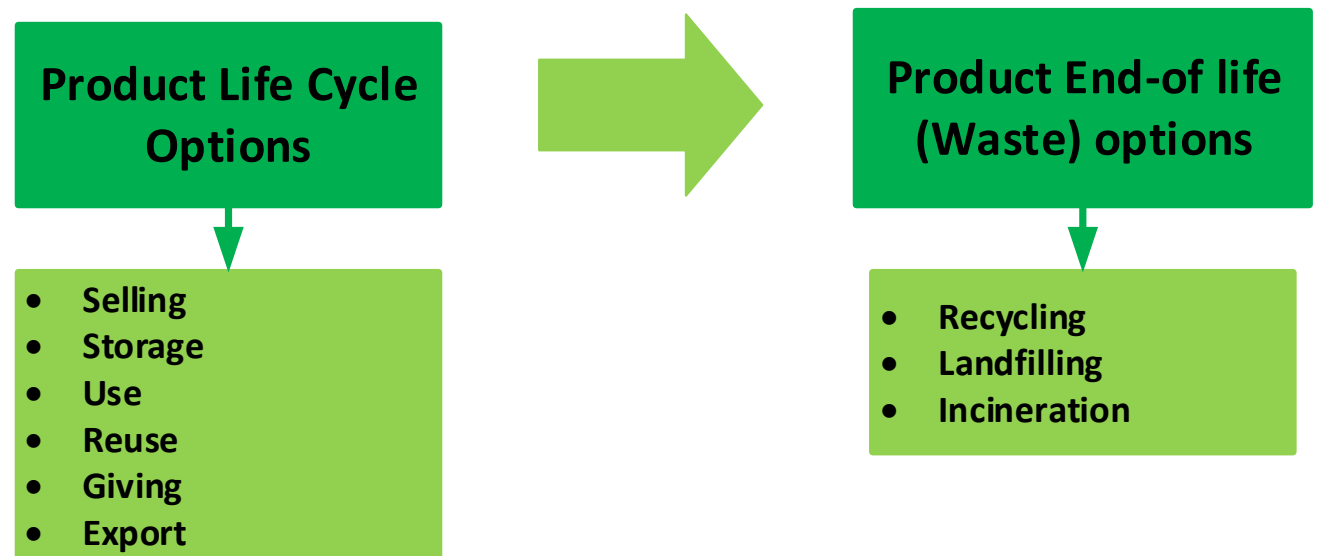 Product Life Cycle
Options
Product End-of life
(Waste) options
• Selling
• Storage
• Use
• Reuse
• Giving
• Export
• Recycling
• Landfilling
• Incineration